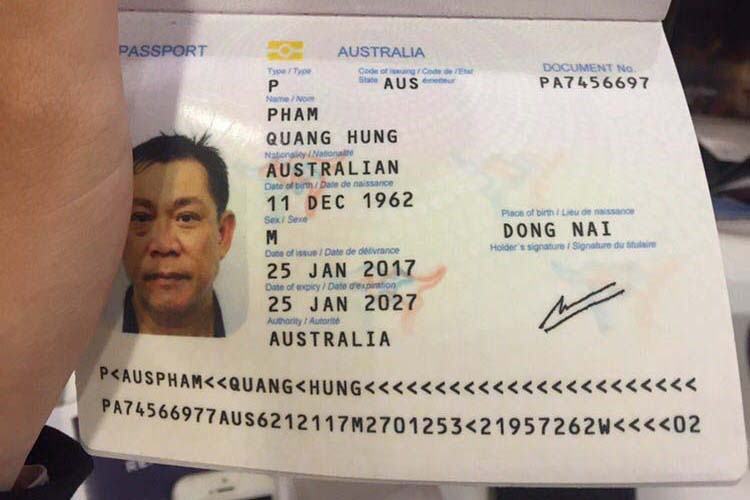 PASSPORT AUSTRALIA
Type / Type Code of issuing / Code de l'Etat DOCUMENT No.
P State AUS émetteur PA7456697
Name / Nom
PHAM
QUANG HUNG
Nationality / Nationalité
AUSTRALIAN
Date of birth / Date de naissance
11 DEC 1962
Sex / Sexe Place of birth / Lieu de naissance
M DONG NAI
Date of issue / Date de délivrance Holder's signature / Signature du titulaire
25 JAN 2017
Date of expiry / Date d'expiration
25 JAN 2027
Authority / Autorité
AUSTRALIA
P<AUSPHAM<<QUANG<HUNG<<<<<<<<<<<<<<<<<<<<<<<
PA74566977AUS6212117M2701253<21957262W<<<<02